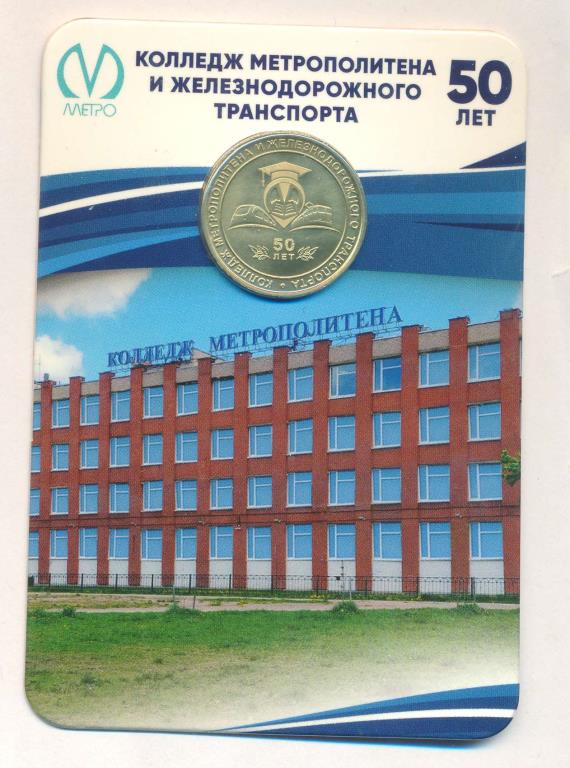 МЕТРО
КОЛЛЕДЖ МЕТРОПОЛИТЕНА
И ЖЕЛЕЗНОДОРОЖНОГО
ТРАНСПОРТА
50
ЛЕТ
КОЛЛЕДЖ МЕТРОПОЛИТЕНА И ЖЕЛЕЗНОДОРОЖНОГО ТРАНСПОРТА
50
ЛЕТ
КОЛЛЕДЖ МЕТРОПОЛИТЕНА